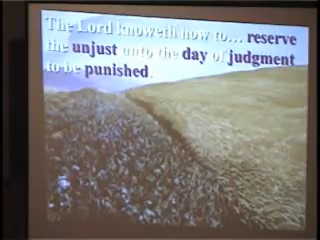 The Lord knoweth how to... reserve
the unjust unto the day of judgment
to be punished.